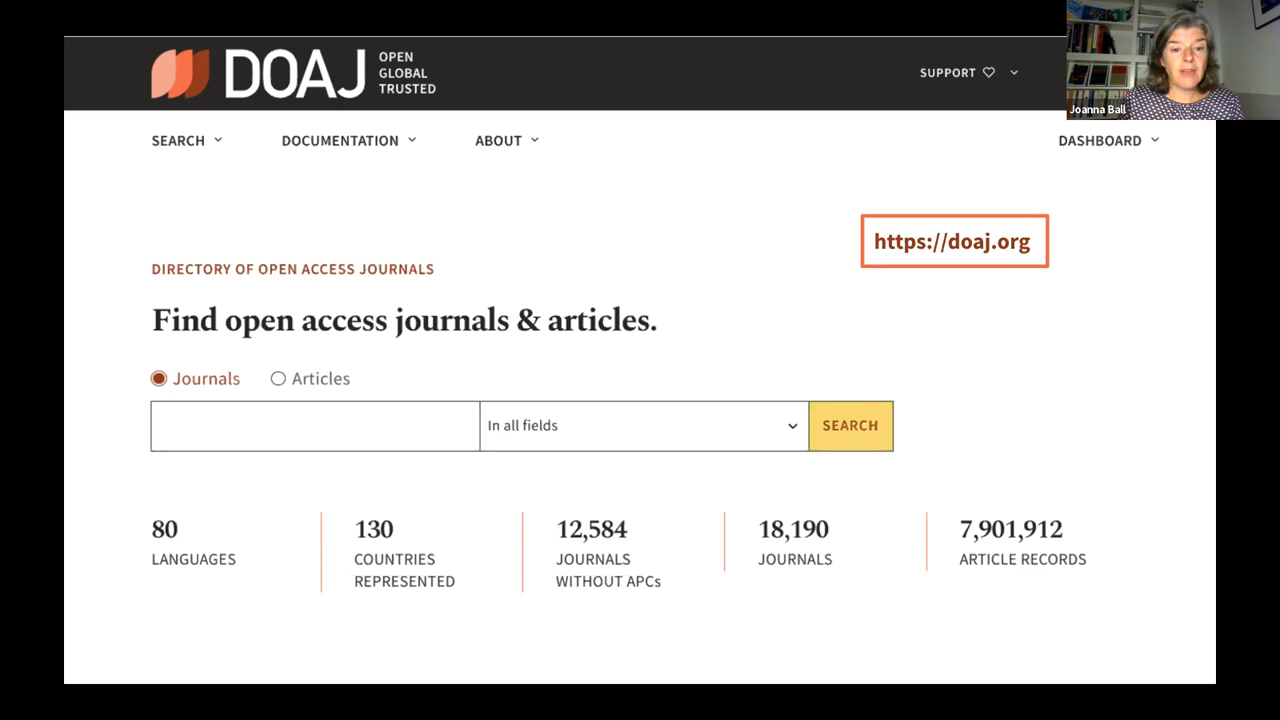 DOAJ
OPEN
GLOBAL
TRUSTED
SUPPORT
Joanna Ball
SEARCH
DOCUMENTATION
ABOUT
DASHBOARD
https://doaj.org
DIRECTORY OF OPEN ACCESS JOURNALS
Find open access journals & articles.
Journals
Articles
In all fields
SEARCH
80
LANGUAGES
130
COUNTRIES
REPRESENTED
12,584
JOURNALS
WITHOUT APCs
18,190
JOURNALS
7,901,912
ARTICLE RECORDS